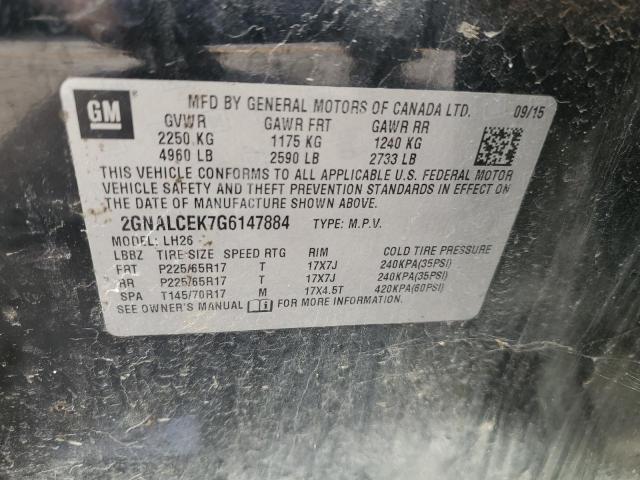 GM
MFD BY GENERAL MOTORS OF CANADA LTD. 09/15
GVWR GAWR FRT GAWR RR
2250 KG 1175 KG 1240 KG
4960 LB 2590 LB 2733 LB
THIS VEHICLE CONFORMS TO ALL APPLICABLE U.S. FEDERAL MOTOR
VEHICLE SAFETY AND THEFT PREVENTION STANDARDS IN EFFECT ON
THE DATE OF MANUFACTURE SHOWN ABOVE.
2GNALCEK7G6147884 TYPE: M.P.V.
MODEL: LH26
LBBZ TIRE SIZE SPEED RTG RIM COLD TIRE PRESSURE
FRT P225/65R17 T 17X7J 240KPA(35PSI)
RR P225/65R17 T 17X7J 240KPA(35PSI)
SPA T145/70R17 M 17X4.5T 420KPA(60PSI)
SEE OWNER'S MANUAL FOR MORE INFORMATION